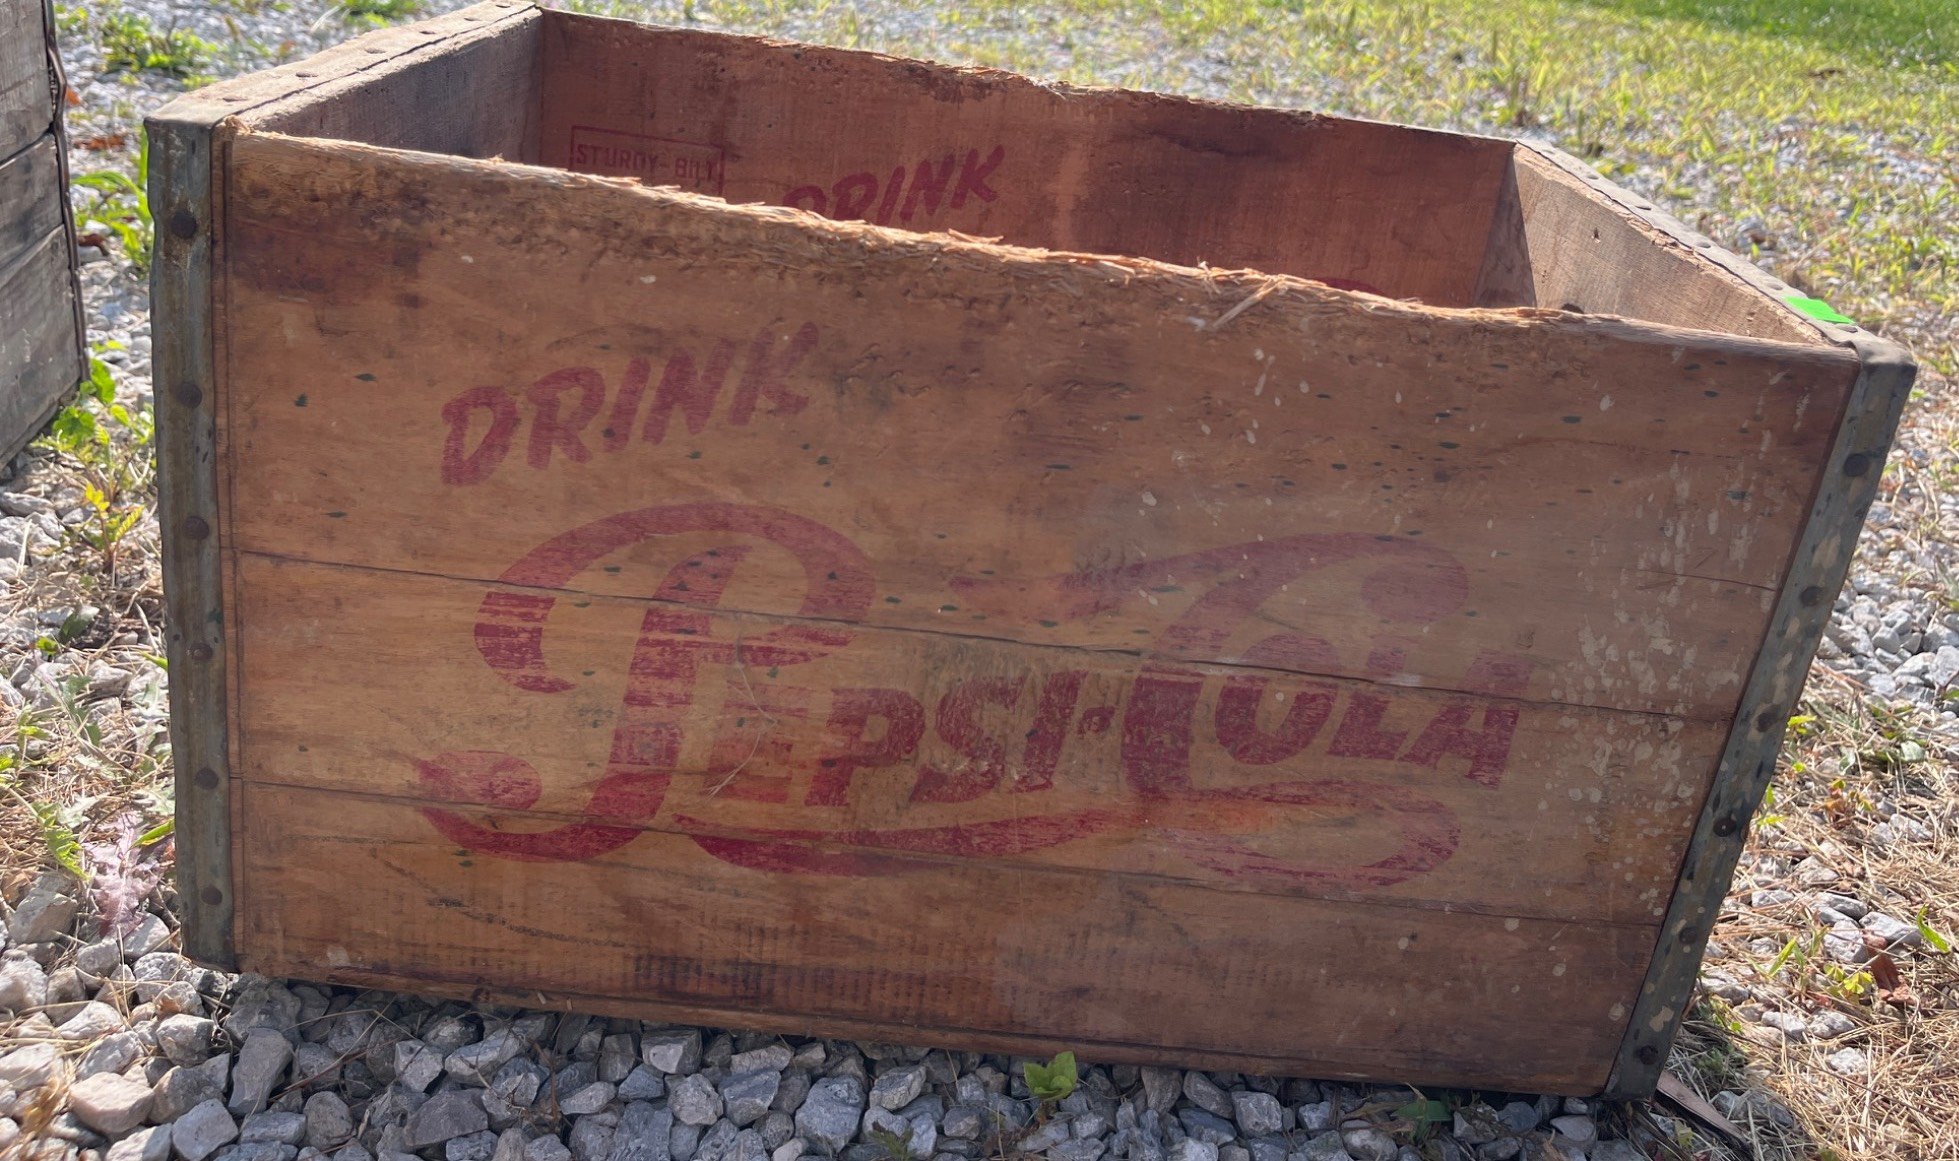 STURDY-BILT
DRINK
DRINK
PEPSI-COLA